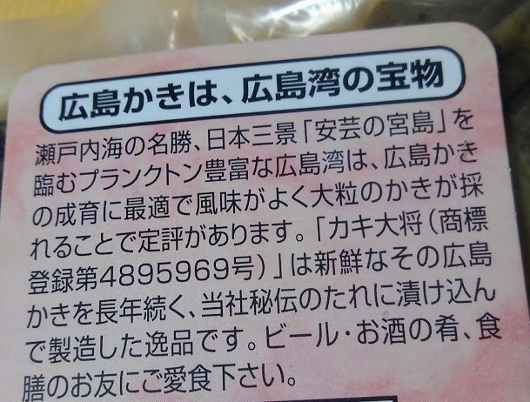 広島かきは、広島湾の宝物
瀬戸内海の名勝、日本三景「安芸の宮島」を
臨むプランクトン豊富な広島湾は、広島かき
の成育に最適で風味がよく大粒のかきが採
れることで定評があります。「カキ大将（商標
登録第4895969号）」は新鮮なその広島
かきを長年続く、当社秘伝のたれに漬け込ん
で製造した逸品です。ビール・お酒の肴、食
膳のお友にご愛食下さい。